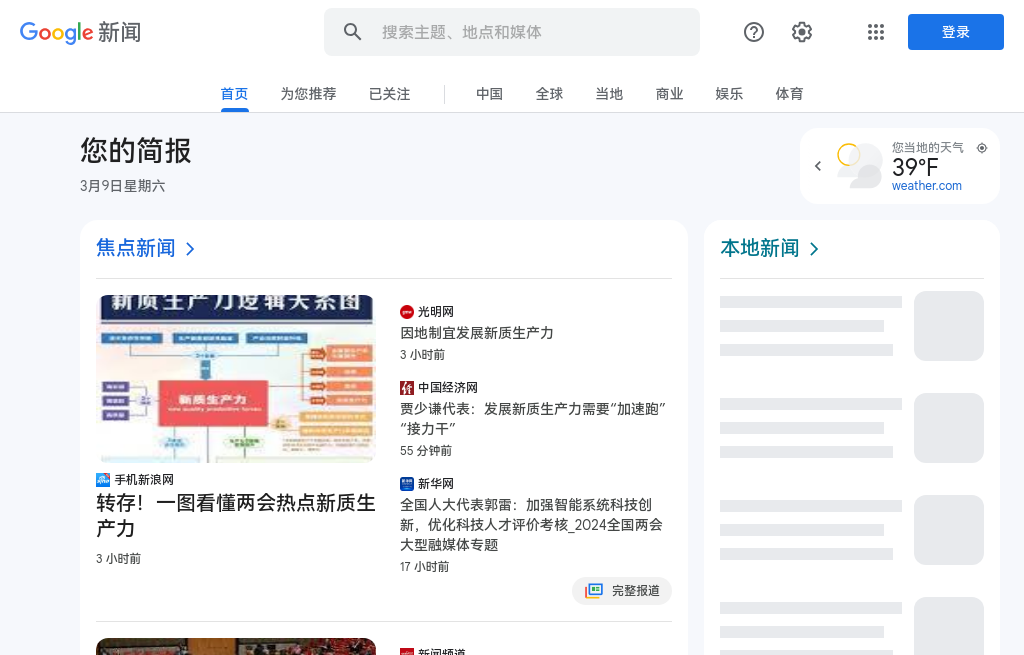 Google 新闻
搜索主题、地点和媒体
登录
首页
为您推荐
已关注
中国
全球
当地
商业
娱乐
体育
您的简报
3月9日星期六
您当地的天气
39°F
weather.com
焦点新闻
新质生产力逻辑关系图
新质生产力
new quality productive forces
手机新浪网
转存！一图看懂两会热点新质生
产力
3 小时前
光明网
因地制宜发展新质生产力
3 小时前
中国经济网
贾少谦代表：发展新质生产力需要“加速跑”
“接力干”
55 分钟前
新华网
全国人大代表郭雷：加强智能系统科技创
新，优化科技人才评价考核_2024全国两会
大型融媒体专题
17 小时前
完整报道
新闻频道
本地新闻